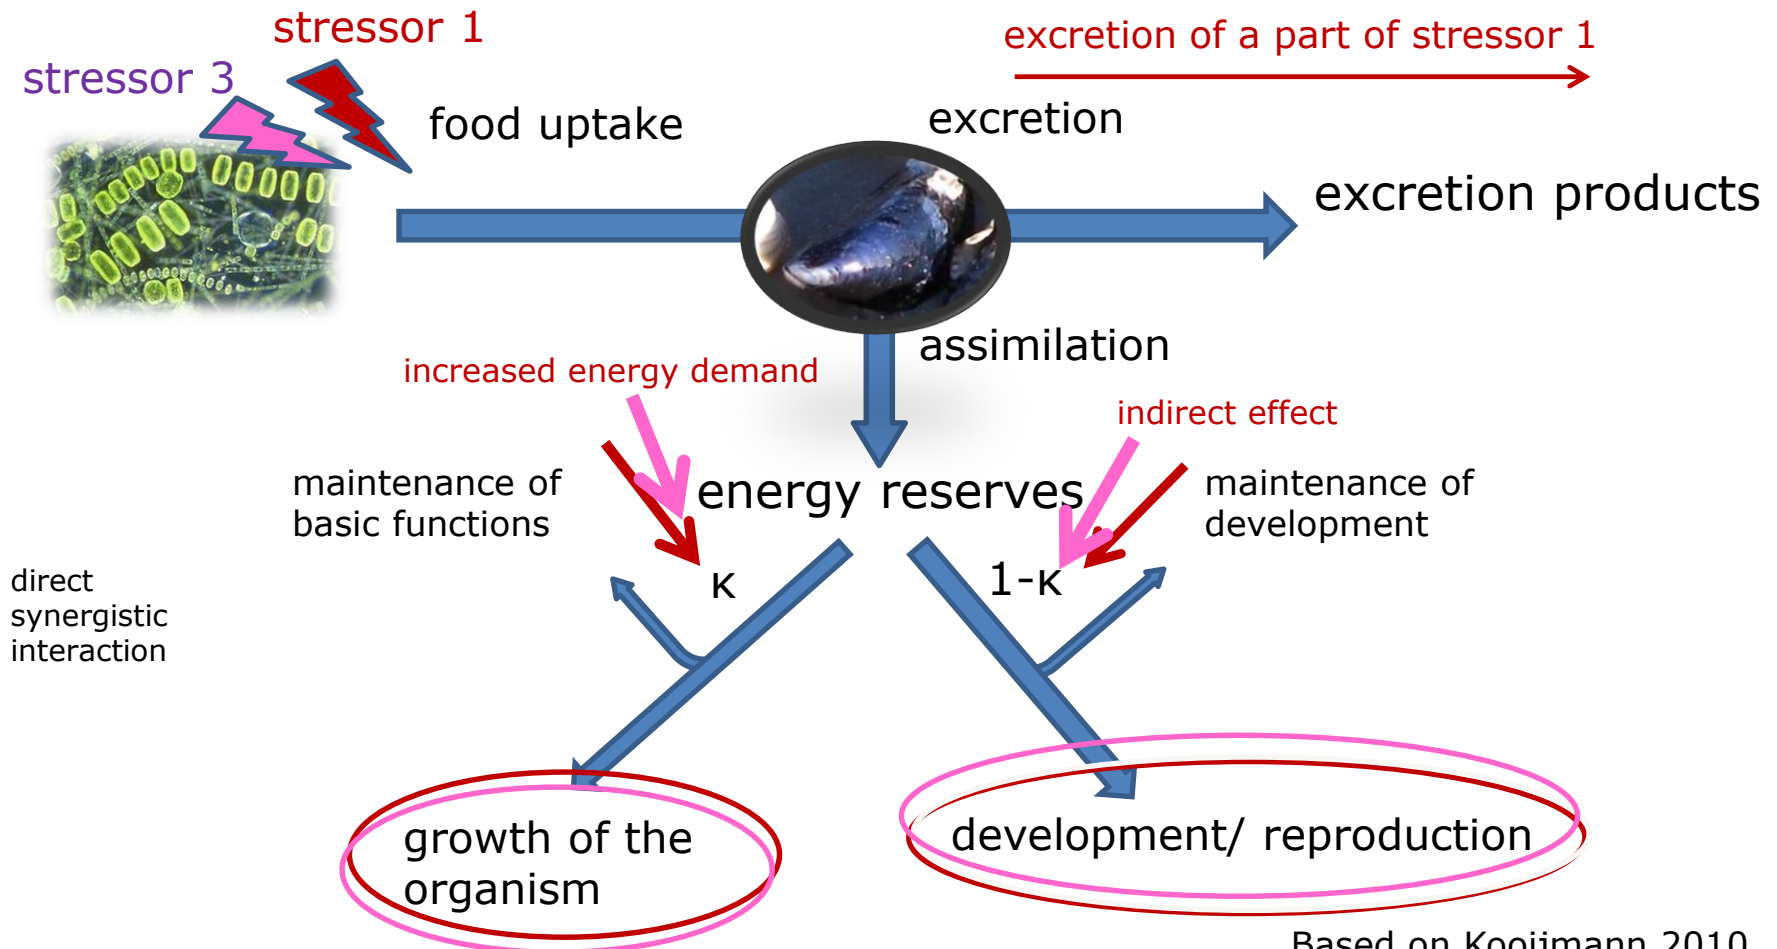 stressor 1
stressor 3
excretion of a part of stressor 1
food uptake
excretion
excretion products
assimilation
increased energy demand
indirect effect
maintenance of
basic functions
energy reserves
maintenance of
development
κ
1-κ
direct
synergistic
interaction
growth of the
organism
development/ reproduction
Based on Kooijmann 2010